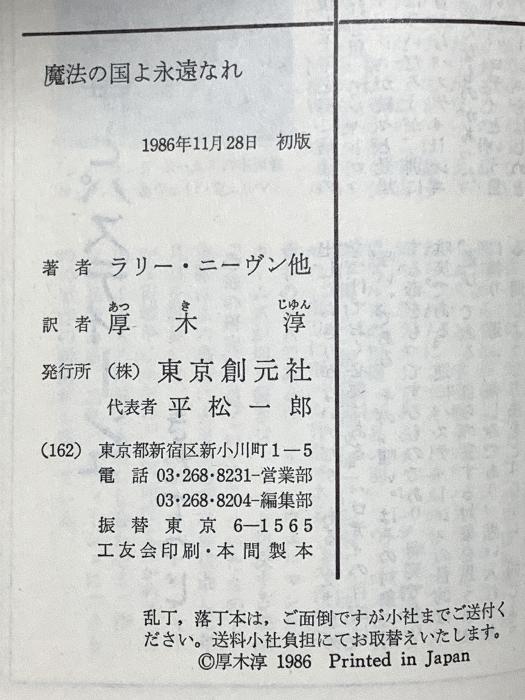 魔法の国よ永遠なれ
1986年11月28日 初版
著者 ラリー・ニーヴン他
あつ き じゅん
訳者 厚木淳
発行所 (株) 東京創元社
代表者 平松一郎
(162) 東京都新宿区新小川町1—5
電話 03・268・8231-営業部
03・268・8204-編集部
振替東京 6—1565
工友会印刷・本間製本
乱丁，落丁本は，ご面倒ですが小社までご送付く
ださい。送料小社負担にてお取替えいたします。
©厚木淳 1986 Printed in Japan